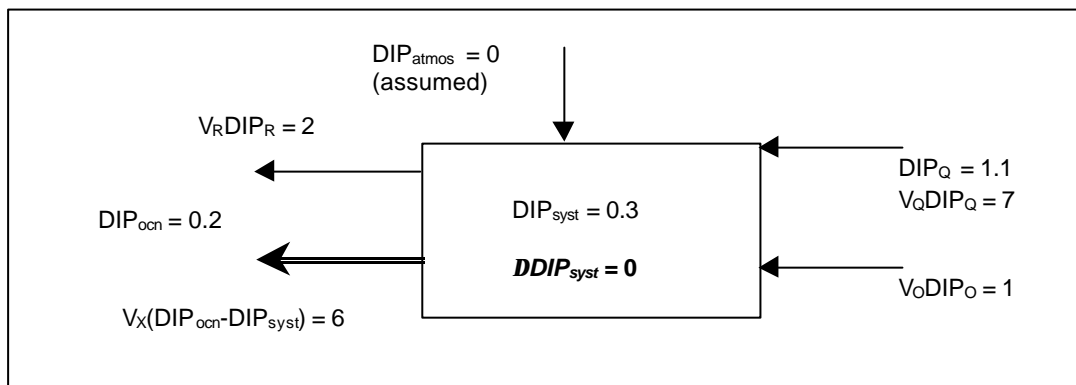 DIPatmos = 0
(assumed)
VRDIPR = 2
DIPQ = 1.1
VQDIPQ = 7
DIPocn = 0.2
DIPsyst = 0.3
DDIPsyst = 0
VODIPO = 1
VX(DIPocn-DIPsyst) = 6